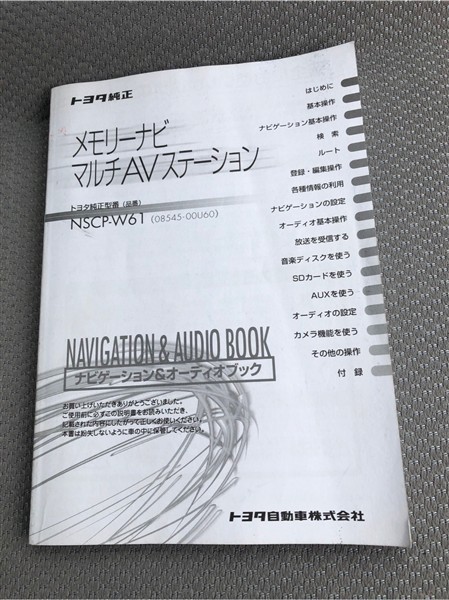 トヨタ純正
メモリーナビ
マルチAVステーション
トヨタ純正型番（品番）
NSCP-W61（08545-00U60）
はじめに
基本操作
ナビゲーション基本操作
検 索
ルート
登録・編集操作
各種情報の利用
ナビゲーションの設定
オーディオ基本操作
放送を受信する
音楽ディスクを使う
SDカードを使う
AUXを使う
オーディオの設定
カメラ機能を使う
その他の操作
付 録
NAVIGATION & AUDIO BOOK
ナビゲーション&オーディオブック
お買い上げいただきありがとうございました。
ご使用前に必ずこの説明書をお読みいただき、
記載された内容にしたがって正しくお使いください。
本書は紛失しないように車の中に保管してください。
トヨタ自動車株式会社